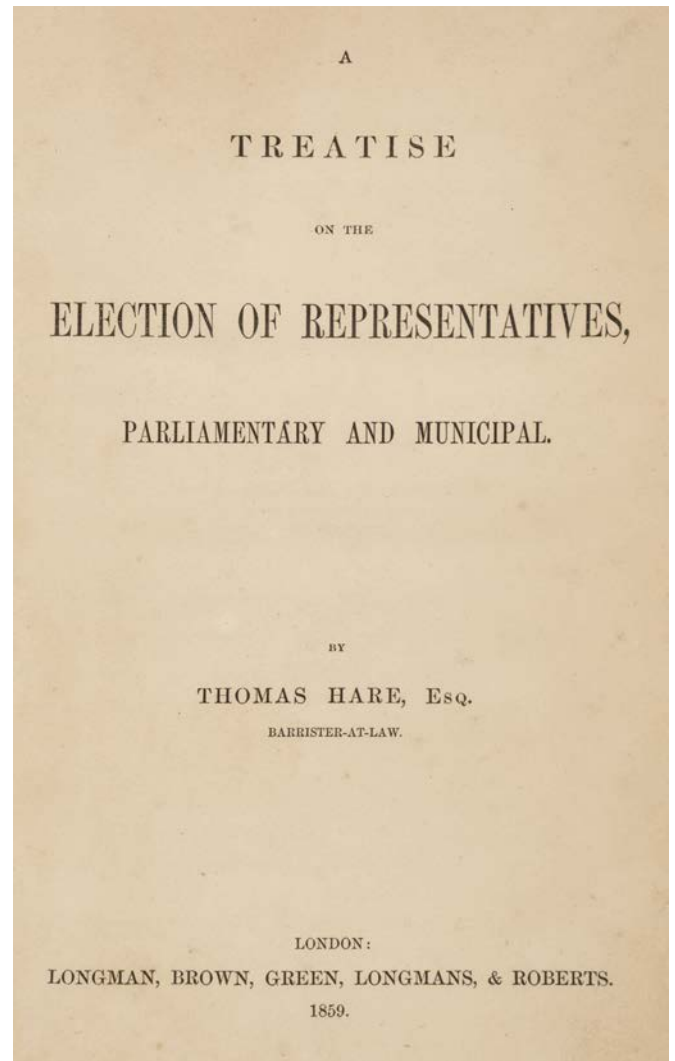 A
TREATISE
ON THE
ELECTION OF REPRESENTATIVES,
PARLIAMENTARY AND MUNICIPAL.
BY
THOMAS HARE, Esq.
BARRISTER-AT-LAW.
LONDON:
LONGMAN, BROWN, GREEN, LONGMANS, & ROBERTS.
1859.